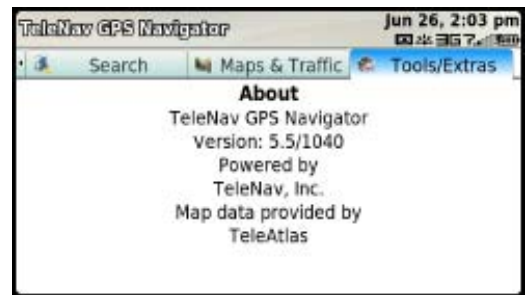 TeleNav GPS Navigator
Jun 26, 2:03 pm
3G
Search
Maps & Traffic
Tools/Extras
About
TeleNav GPS Navigator
Version: 5.5/1040
Powered by
TeleNav, Inc.
Map data provided by
TeleAtlas